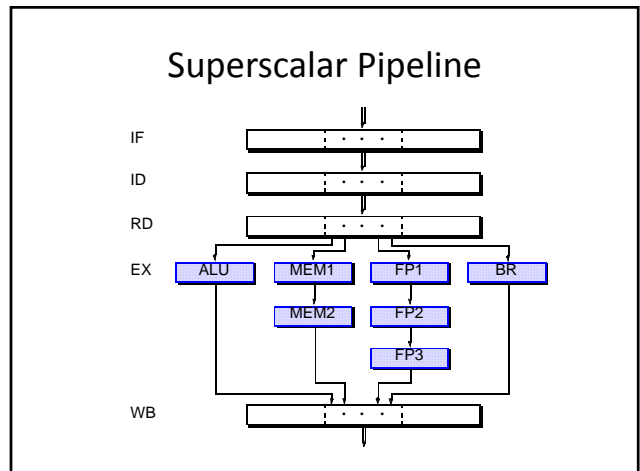 Superscalar Pipeline
IF
• • •
ID
• • •
RD
• • •
EX
ALU
MEM1
FP1
BR
MEM2
FP2
FP3
WB
• • •